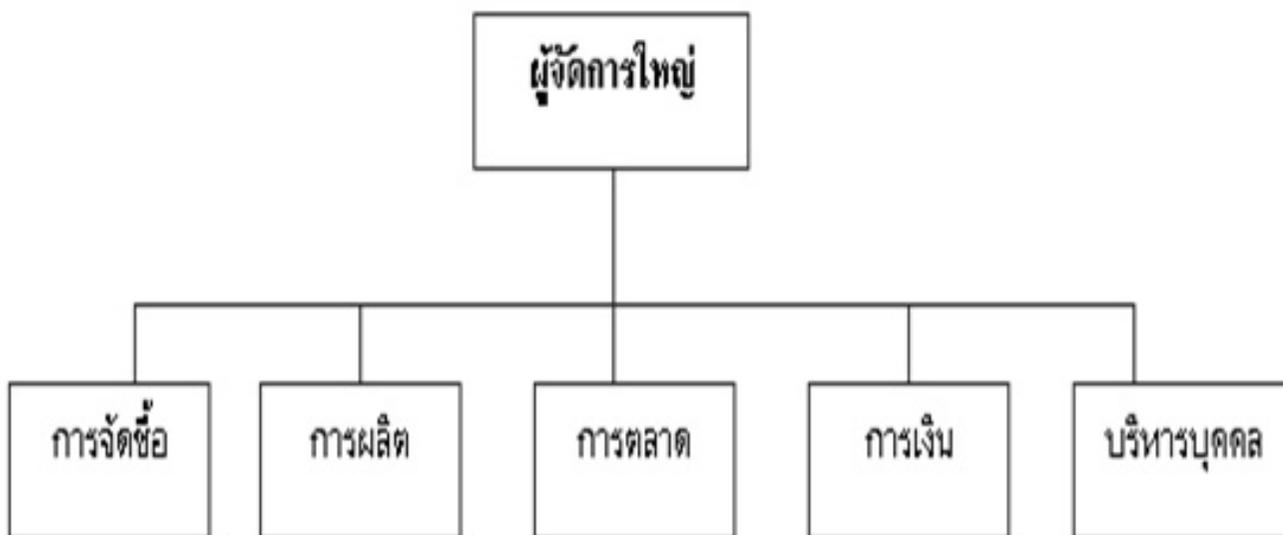 ผู้จัดการใหญ่
การจัดซื้อ
การผลิต
การตลาด
การเงิน
บริหารบุคคล